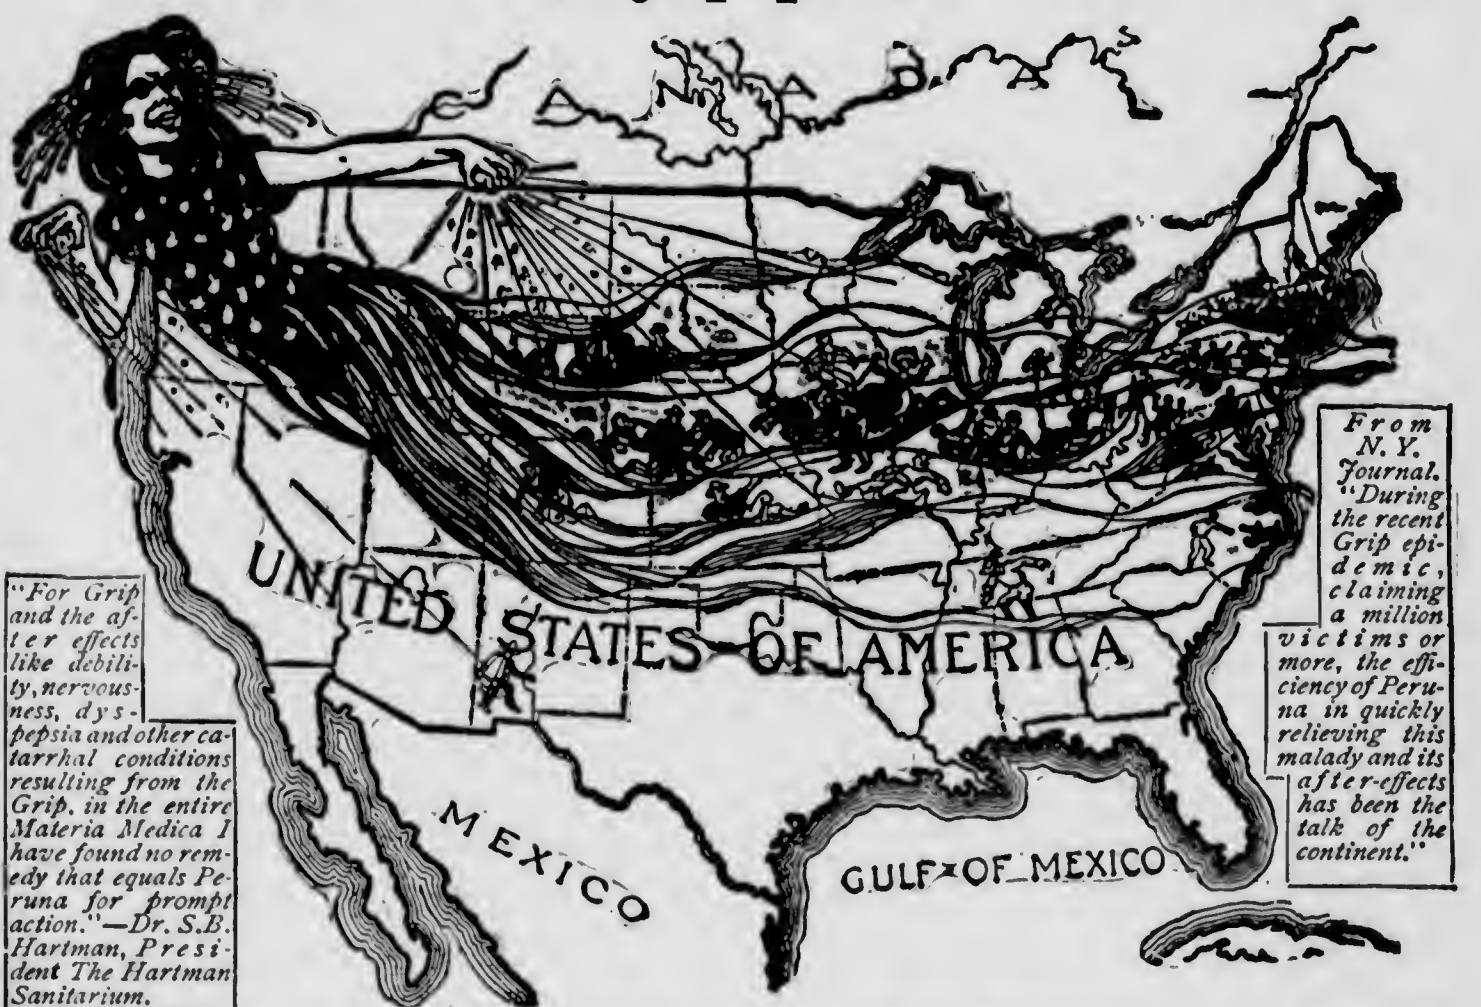 CANADA
UNITED STATES OF AMERICA
MEXICO
GULF OF MEXICO
"For Grip
and the af-
ter effects
like debili-
ty, nervous-
ness, dys-
pepsia and other ca-
tarrhal conditions
resulting from the
Grip, in the entire
Materia Medica I
have found no rem-
edy that equals Pe-
runa for prompt
action."—Dr. S.B.
Hartman, Presi-
dent The Hartman
Sanitarium.
From
N. Y.
Journal.
"During
the recent
Grip epi-
demic,
claiming
a million
victims or
more, the effi-
ciency of Peru-
na in quickly
relieving this
malady and its
after-effects
has been the
talk of the
continent."